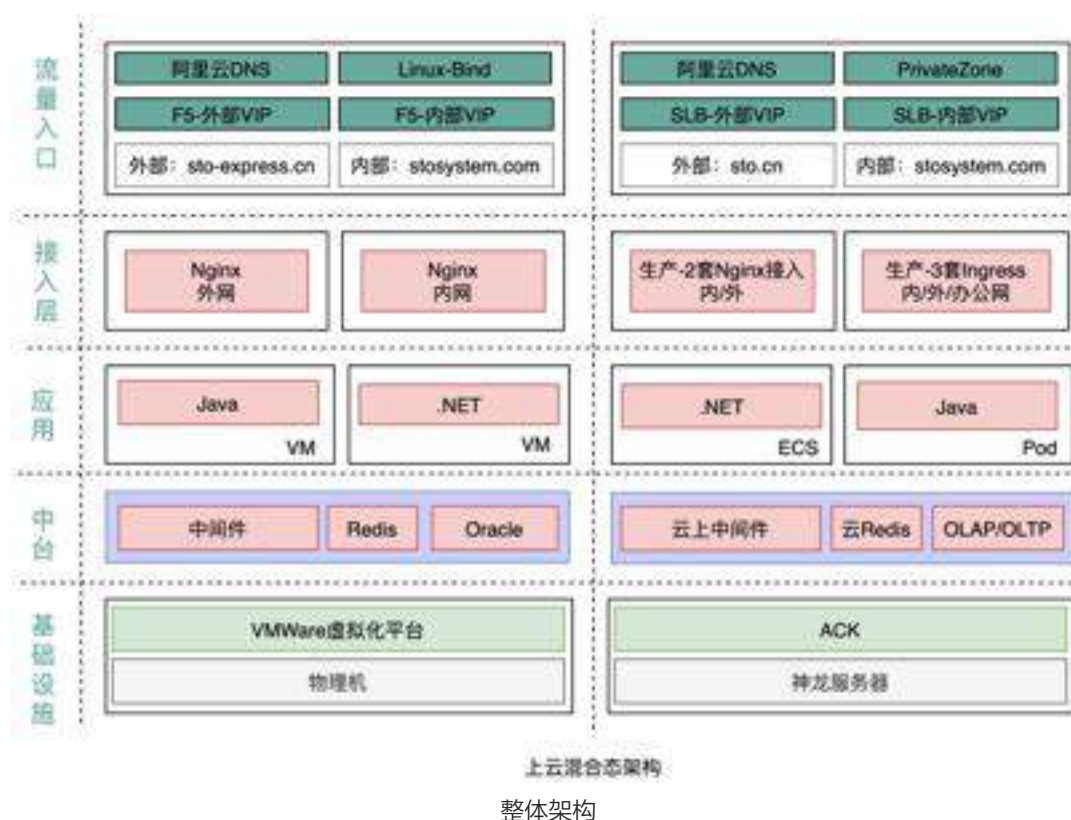 流量入口
阿里云DNS
Linux-Bind
阿里云DNS
PrivateZone
F5-外部VIP
F5-内部VIP
SLB-外部VIP
SLB-内部VIP
外部：sto-express.cn
内部：stosystem.com
外部：sto.cn
内部：stosystem.com
接入层
Nginx
外网
Nginx
内网
生产-2套Nginx接入
内/外
生产-3套Ingress
内/外/办公网
应用
Java
VM
.NET
VM
.NET
ECS
Java
Pod
中台
中间件
Redis
Oracle
云上中间件
云Redis
OLAP/OLTP
基础设施
VMWare虚拟化平台
ACK
物理机
神龙服务器
上云混合态架构
整体架构